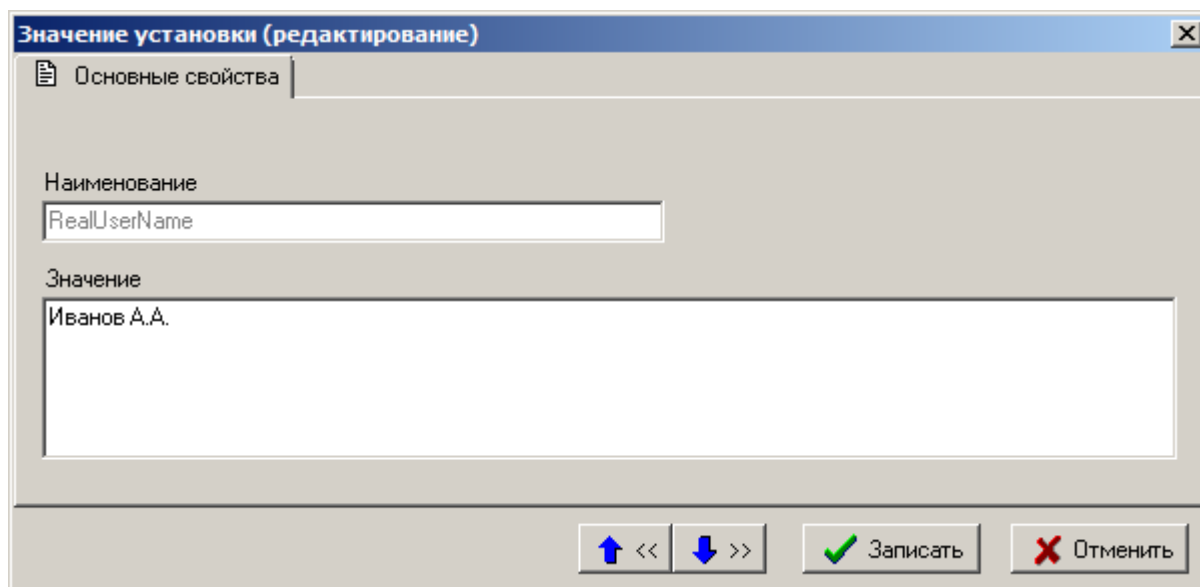 Значение установки (редактирование)
Основные свойства
Наименование
RealUserName
Значение
Иванов А.А.
<< >> Записать Отменить